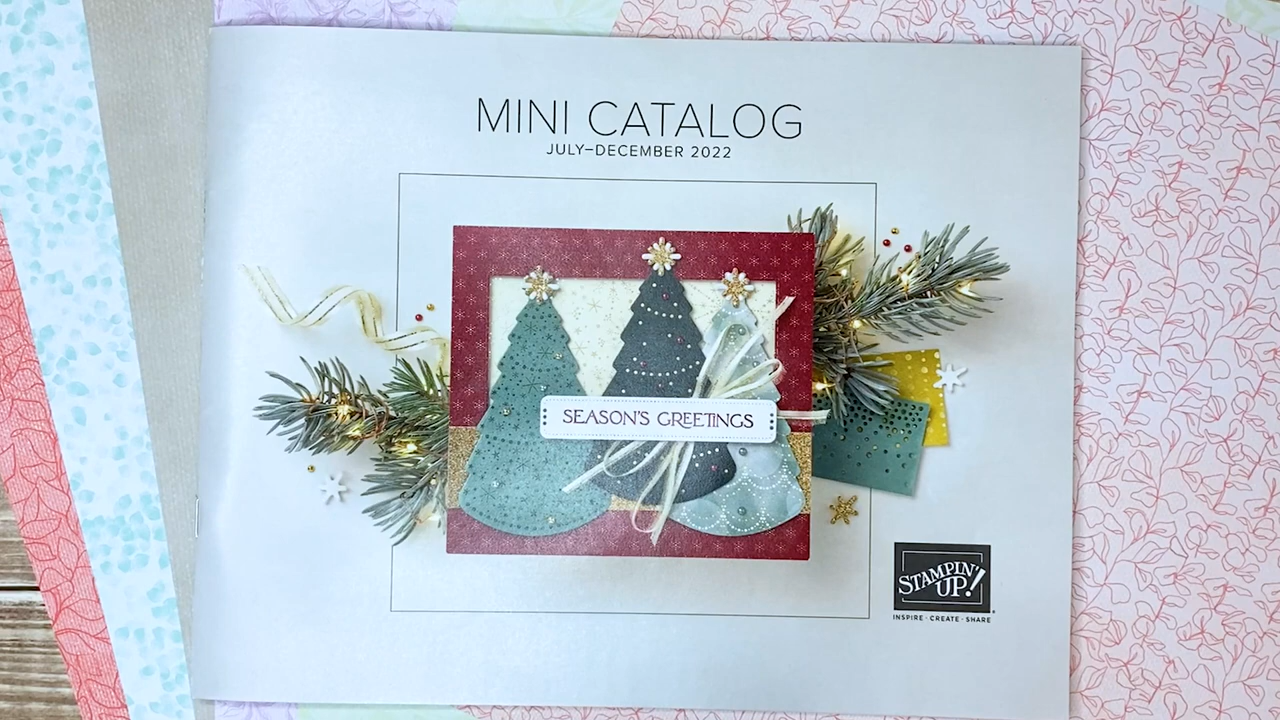 MINI CATALOG
JULY–DECEMBER 2022
SEASON'S GREETINGS
STAMPIN'
UP!
INSPIRE · CREATE · SHARE